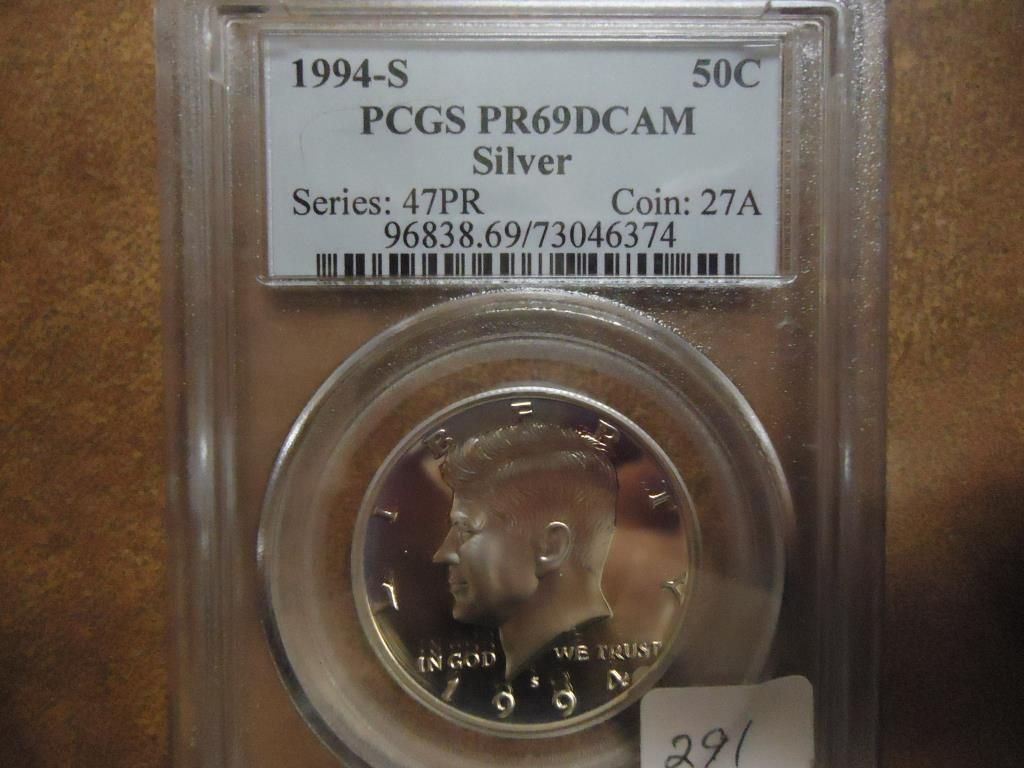 1994-S 50C
PCGS PR69DCAM
Silver
Series: 47PR Coin: 27A
96838.69/73046374
LIBERTY
IN GOD WE TRUST
S
1994
291